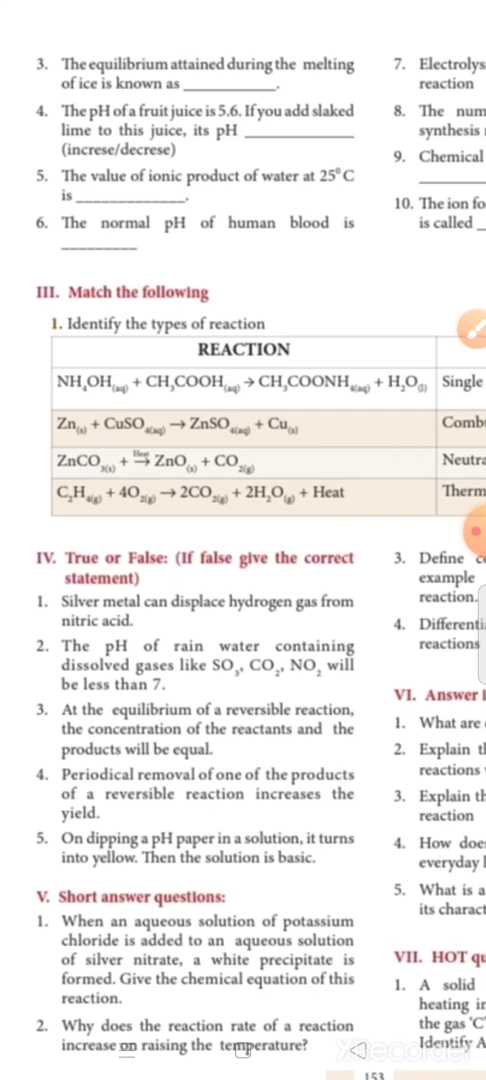 3. The equilibrium attained during the melting
of ice is known as ____________.
4. The pH of a fruit juice is 5.6. If you add slaked
lime to this juice, its pH ____________
(increse/decrese)
5. The value of ionic product of water at 25⁰ C
is ____________.
6. The normal pH of human blood is
____________
7. Electrolys
reaction
8. The num
synthesis
9. Chemical
____________
10. The ion fo
is called __
III. Match the following
1. Identify the types of reaction
REACTION
NH₄OH(aq) + CH₃COOH(aq) → CH₃COONH₄(aq) + H₂O(l) Single
Zn(s) + CuSO₄(aq) → ZnSO₄(aq) + Cu(s) Comb
ZnCO₃(s) + Heat→ ZnO(s) + CO₂(g) Neutra
C₂H₄(g) + 4O₂(g) → 2CO₂(g) + 2H₂O(g) + Heat Therm
IV. True or False: (If false give the correct
statement)
1. Silver metal can displace hydrogen gas from
nitric acid.
2. The pH of rain water containing
dissolved gases like SO₃, CO₂, NO₂ will
be less than 7.
3. At the equilibrium of a reversible reaction,
the concentration of the reactants and the
products will be equal.
4. Periodical removal of one of the products
of a reversible reaction increases the
yield.
5. On dipping a pH paper in a solution, it turns
into yellow. Then the solution is basic.
V. Short answer questions:
1. When an aqueous solution of potassium
chloride is added to an aqueous solution
of silver nitrate, a white precipitate is
formed. Give the chemical equation of this
reaction.
2. Why does the reaction rate of a reaction
increase on raising the temperature?
3. Define c
example
reaction.
4. Differenti
reactions
VI. Answer i
1. What are
2. Explain th
reactions
3. Explain th
reaction
4. How doe
everyday l
5. What is a
its charact
VII. HOT qu
1. A solid
heating in
the gas ‘C’
Identify A
XRecorder
153